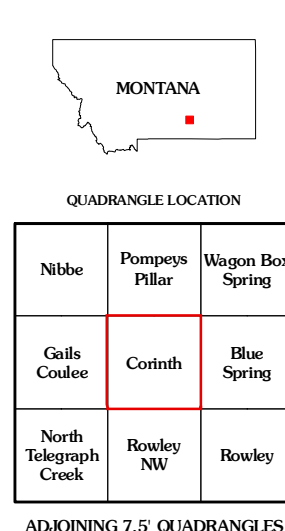 MONTANA
QUADRANGLE LOCATION
Nibbe
Pompeys
Pillar
Wagon Box
Spring
Gails
Coulee
Corinth
Blue
Spring
North
Telegraph
Creek
Rowley
NW
Rowley
ADJOINING 7.5' QUADRANGLES